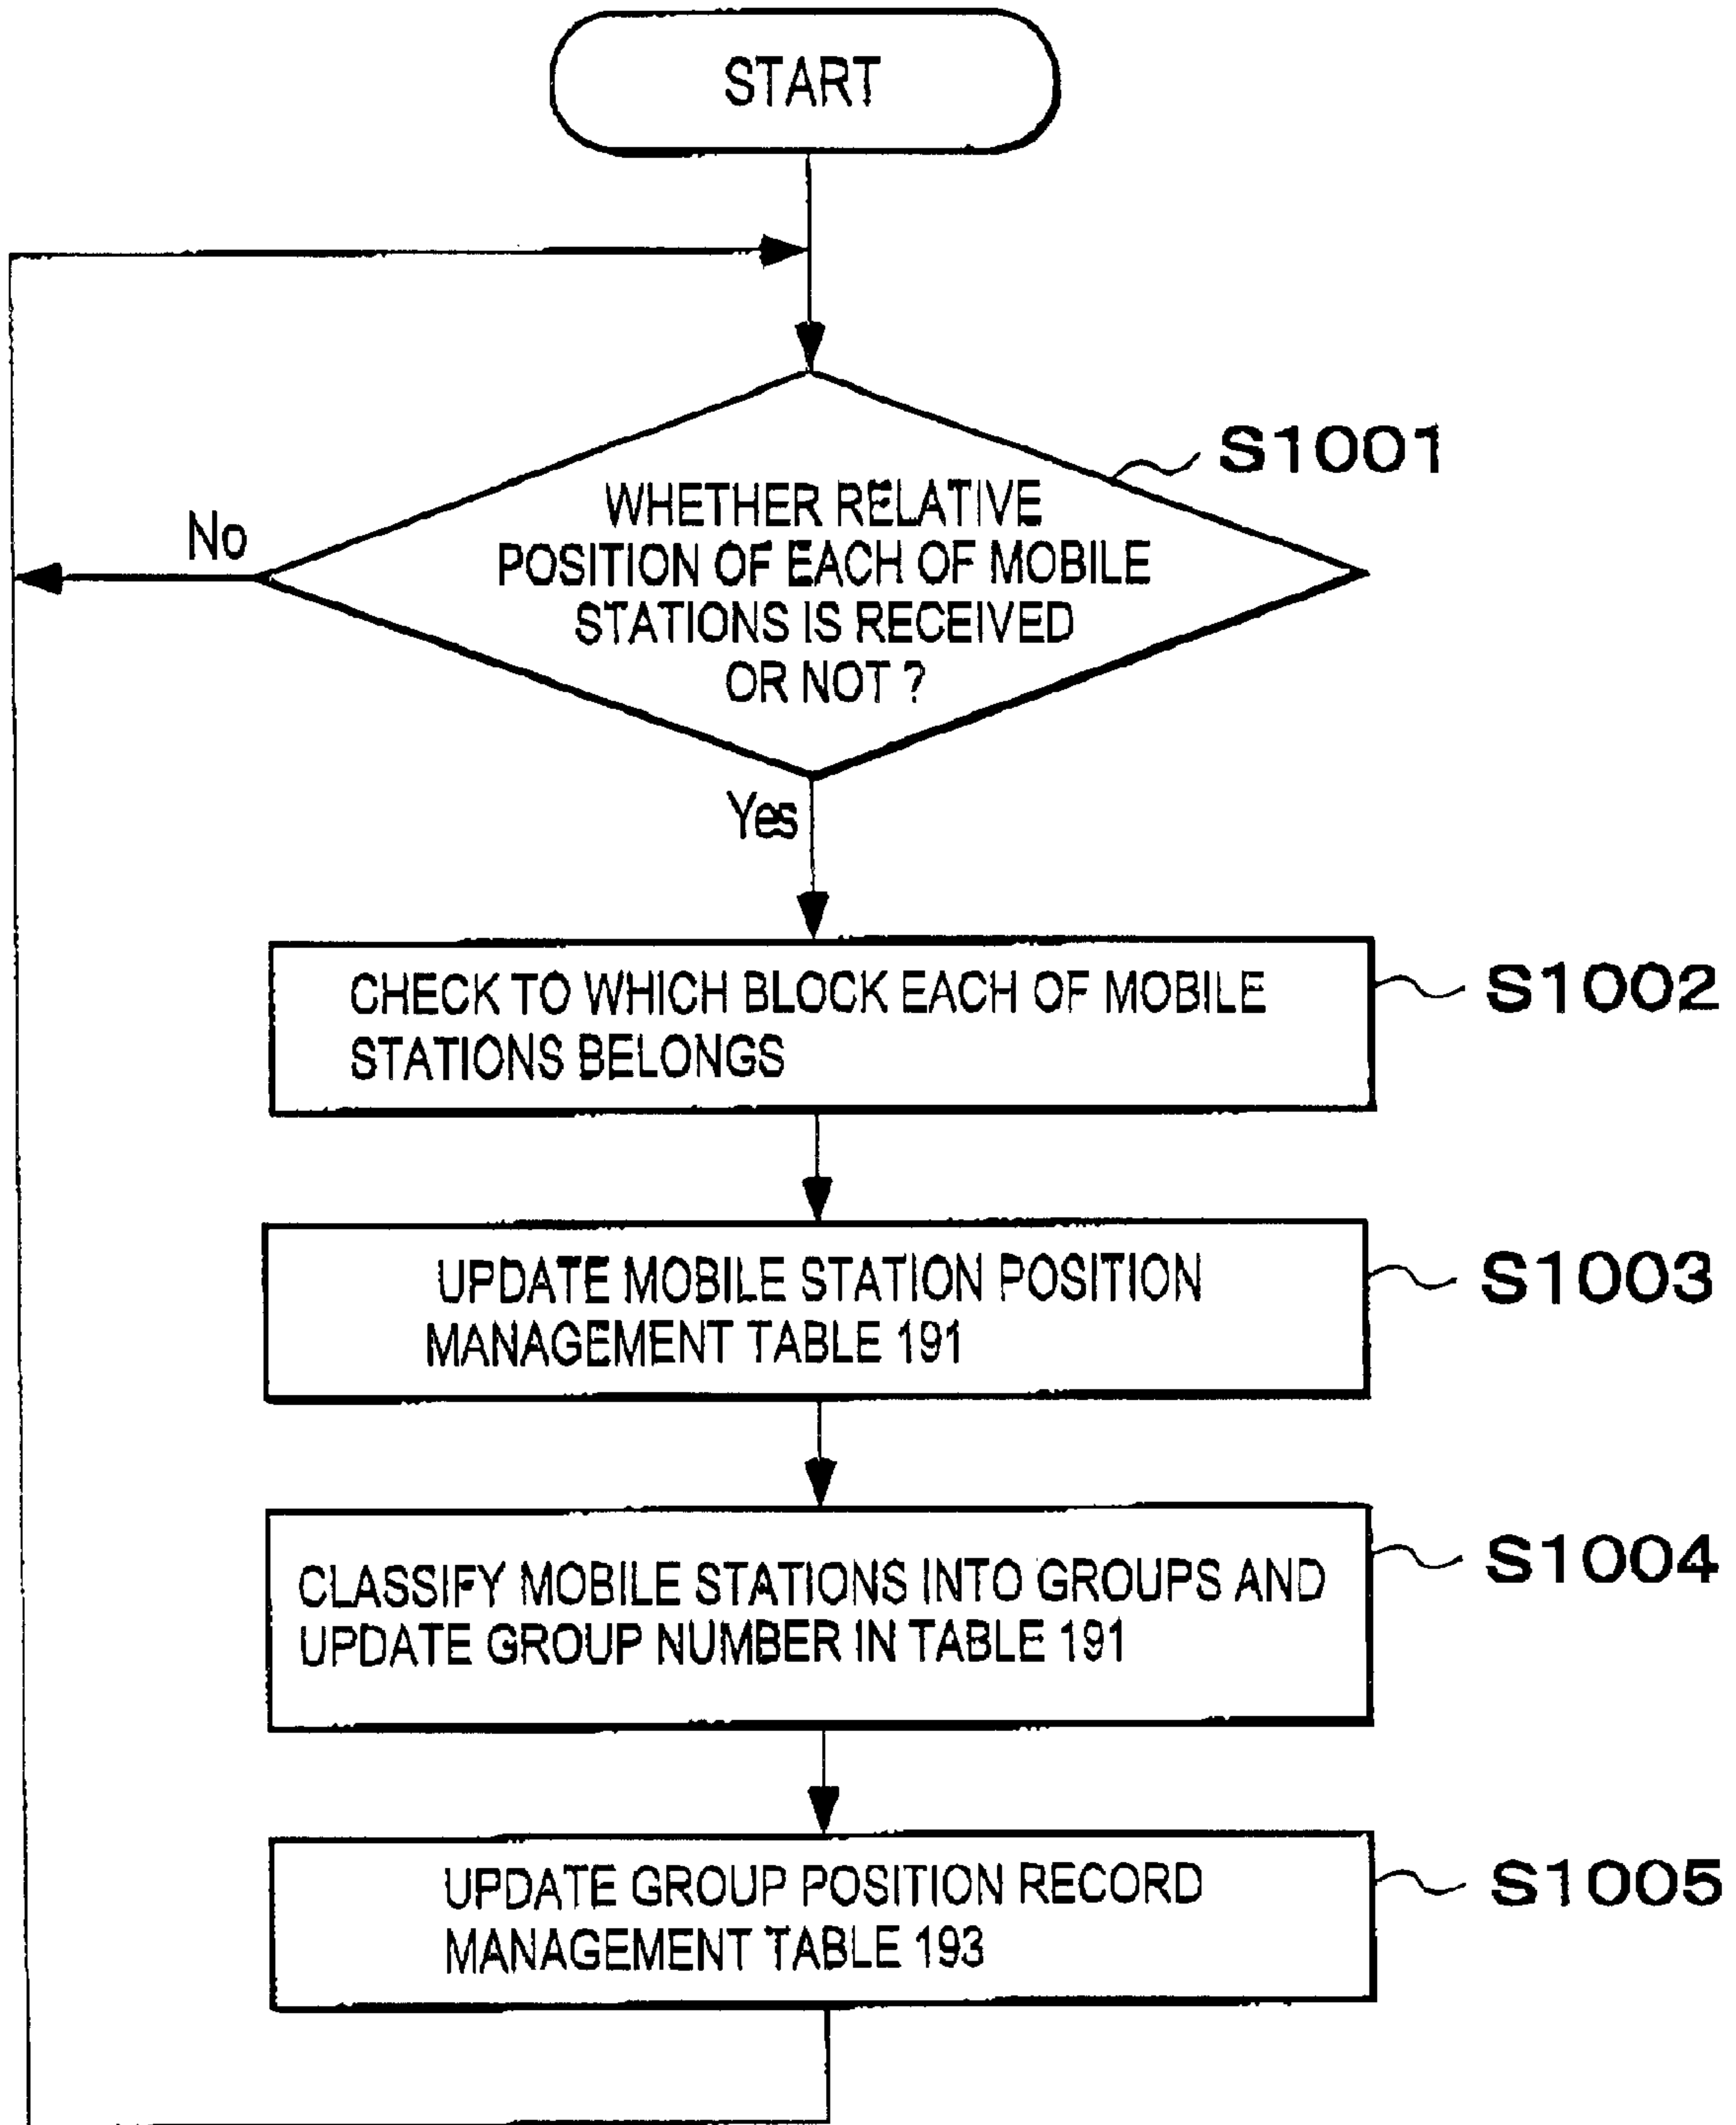 START
S1001
WHETHER RELATIVE
POSITION OF EACH OF MOBILE
STATIONS IS RECEIVED
OR NOT ?
No
Yes
CHECK TO WHICH BLOCK EACH OF MOBILE
STATIONS BELONGS
S1002
UPDATE MOBILE STATION POSITION
MANAGEMENT TABLE 191
S1003
CLASSIFY MOBILE STATIONS INTO GROUPS AND
UPDATE GROUP NUMBER IN TABLE 191
S1004
UPDATE GROUP POSITION RECORD
MANAGEMENT TABLE 193
S1005